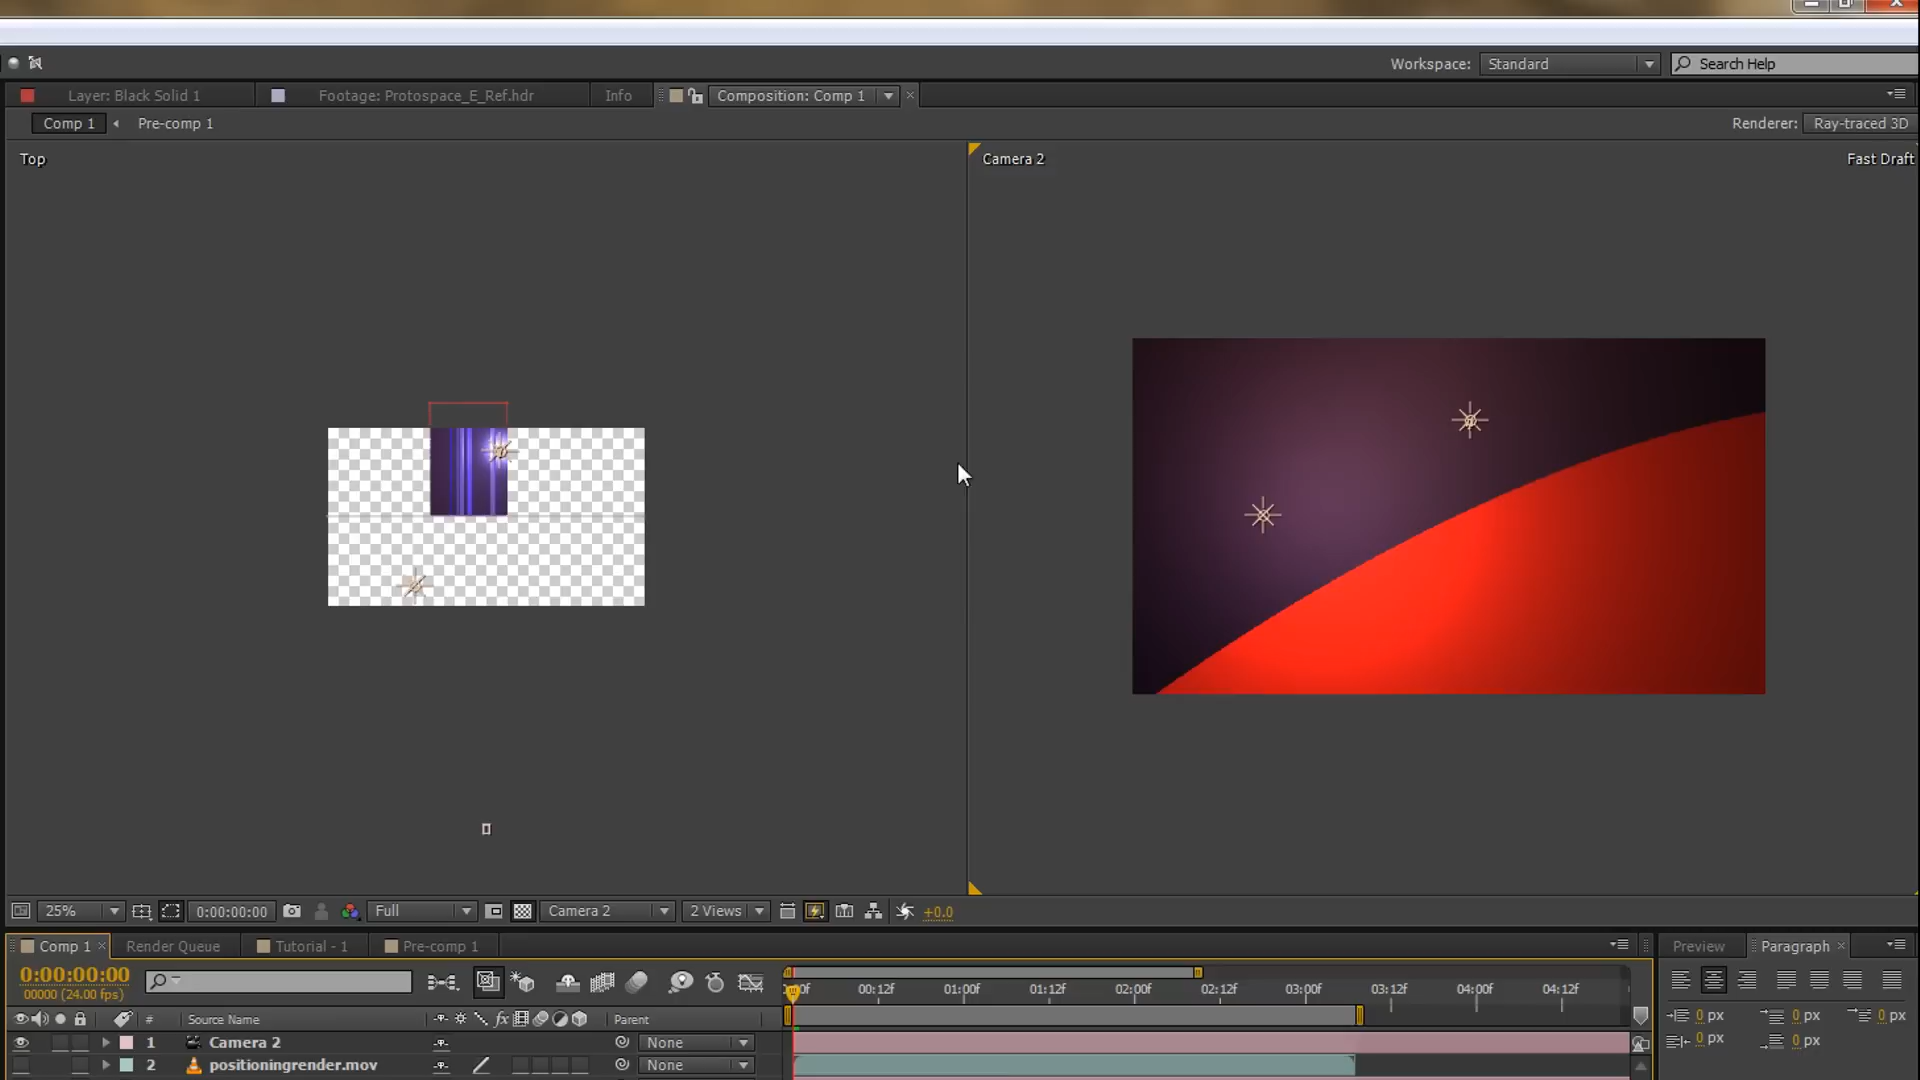 Workspace: Standard Search Help
Layer: Black Solid 1 Footage: Protospace_E_Ref.hdr Info Composition: Comp 1
Comp 1 Pre-comp 1 Renderer: Ray-traced 3D
Top Camera 2 Fast Draft
25% 0:00:00:00 Full Camera 2 2 Views +0.0
Comp 1 Render Queue Tutorial - 1 Pre-comp 1 Preview Paragraph
0:00:00:00
00000 (24.00 fps)
00:12f 01:00f 01:12f 02:00f 02:12f 03:00f 03:12f 04:00f 04:12f
# Source Name fx Parent 0 px 0 px 0 px
1 Camera 2 None 0 px 0 px
2 positioningrender.mov None